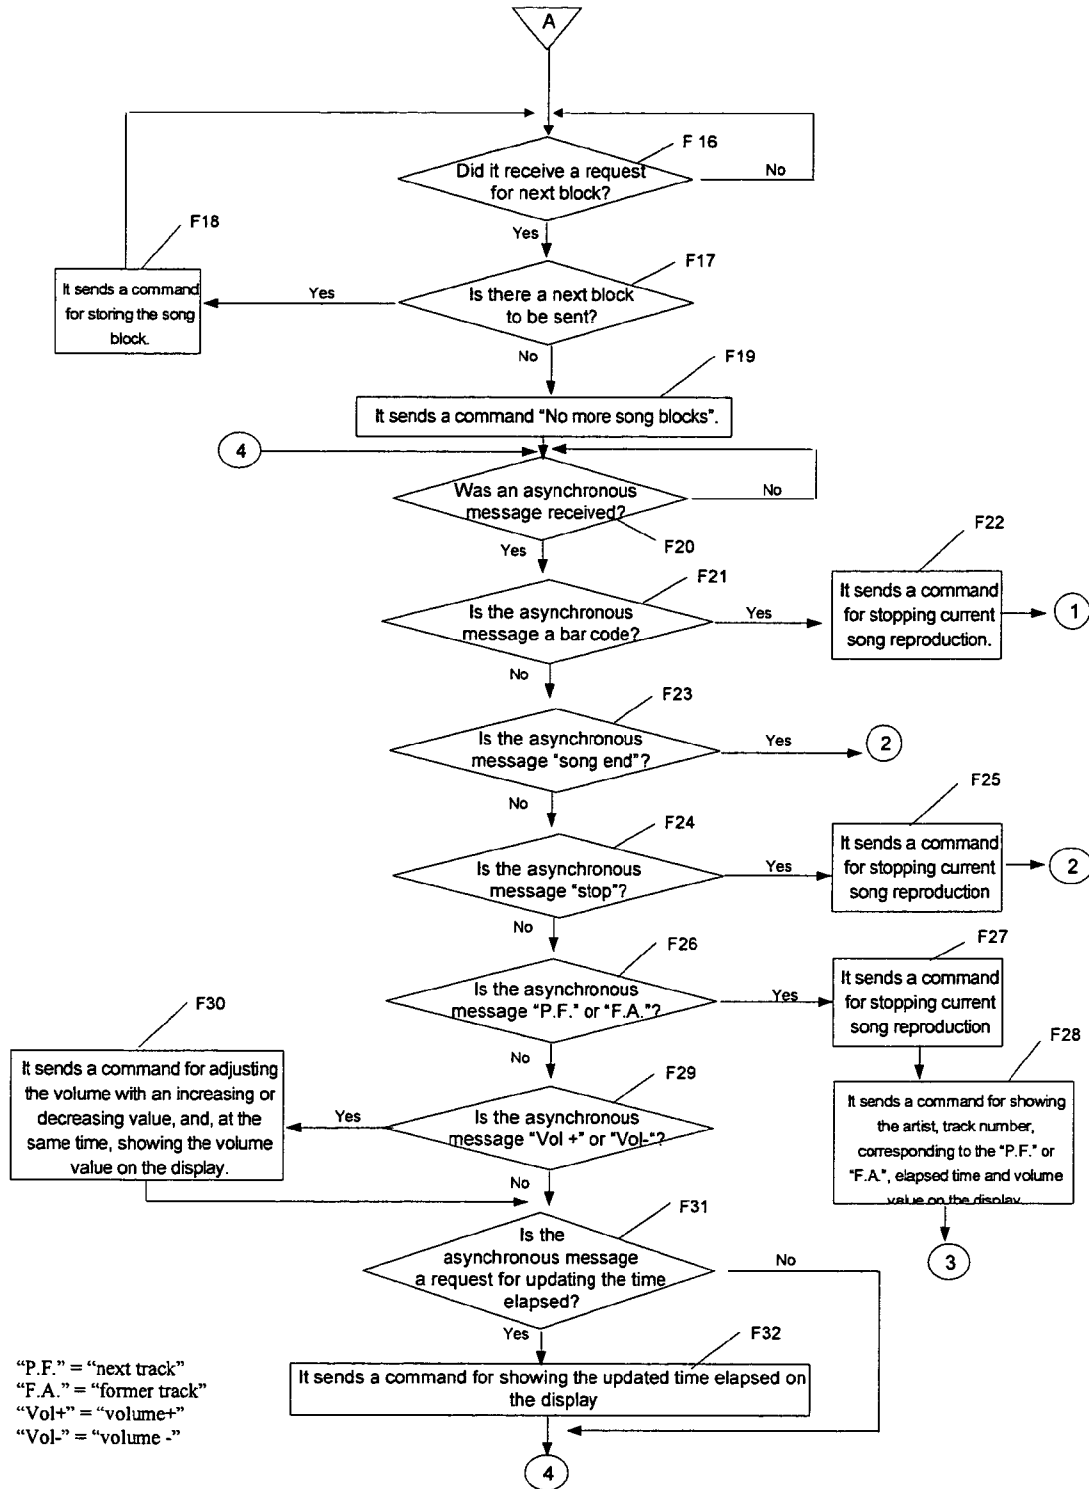 A
F 16
Did it receive a request
for next block?
No
Yes
F18
F17
It sends a command
for storing the song
block.
Yes
Is there a next block
to be sent?
No
F19
It sends a command "No more song blocks".
4
Was an asynchronous
message received?
No
F20
Yes
F22
F21
It sends a command
for stopping current
song reproduction.
1
Is the asynchronous
message a bar code?
Yes
No
F23
Is the asynchronous
message "song end"?
Yes
2
No
F25
F24
It sends a command
for stopping current
song reproduction
2
Is the asynchronous
message "stop"?
Yes
No
F27
F26
It sends a command
for stopping current
song reproduction
Is the asynchronous
message "P.F." or "F.A."?
Yes
F30
F28
No
F29
It sends a command for adjusting
the volume with an increasing or
decreasing value, and, at the
same time, showing the volume
value on the display.
Yes
Is the asynchronous
message "Vol +" or "Vol-"?
It sends a command for showing
the artist, track number,
corresponding to the "P.F." or
"F.A.", elapsed time and volume
value on the display
No
F31
3
Is the
asynchronous message
a request for updating the time
elapsed?
No
Yes
F32
It sends a command for showing the updated time elapsed on
the display
4
"P.F." = "next track"
"F.A." = "former track"
"Vol+" = "volume+"
"Vol-" = "volume -"